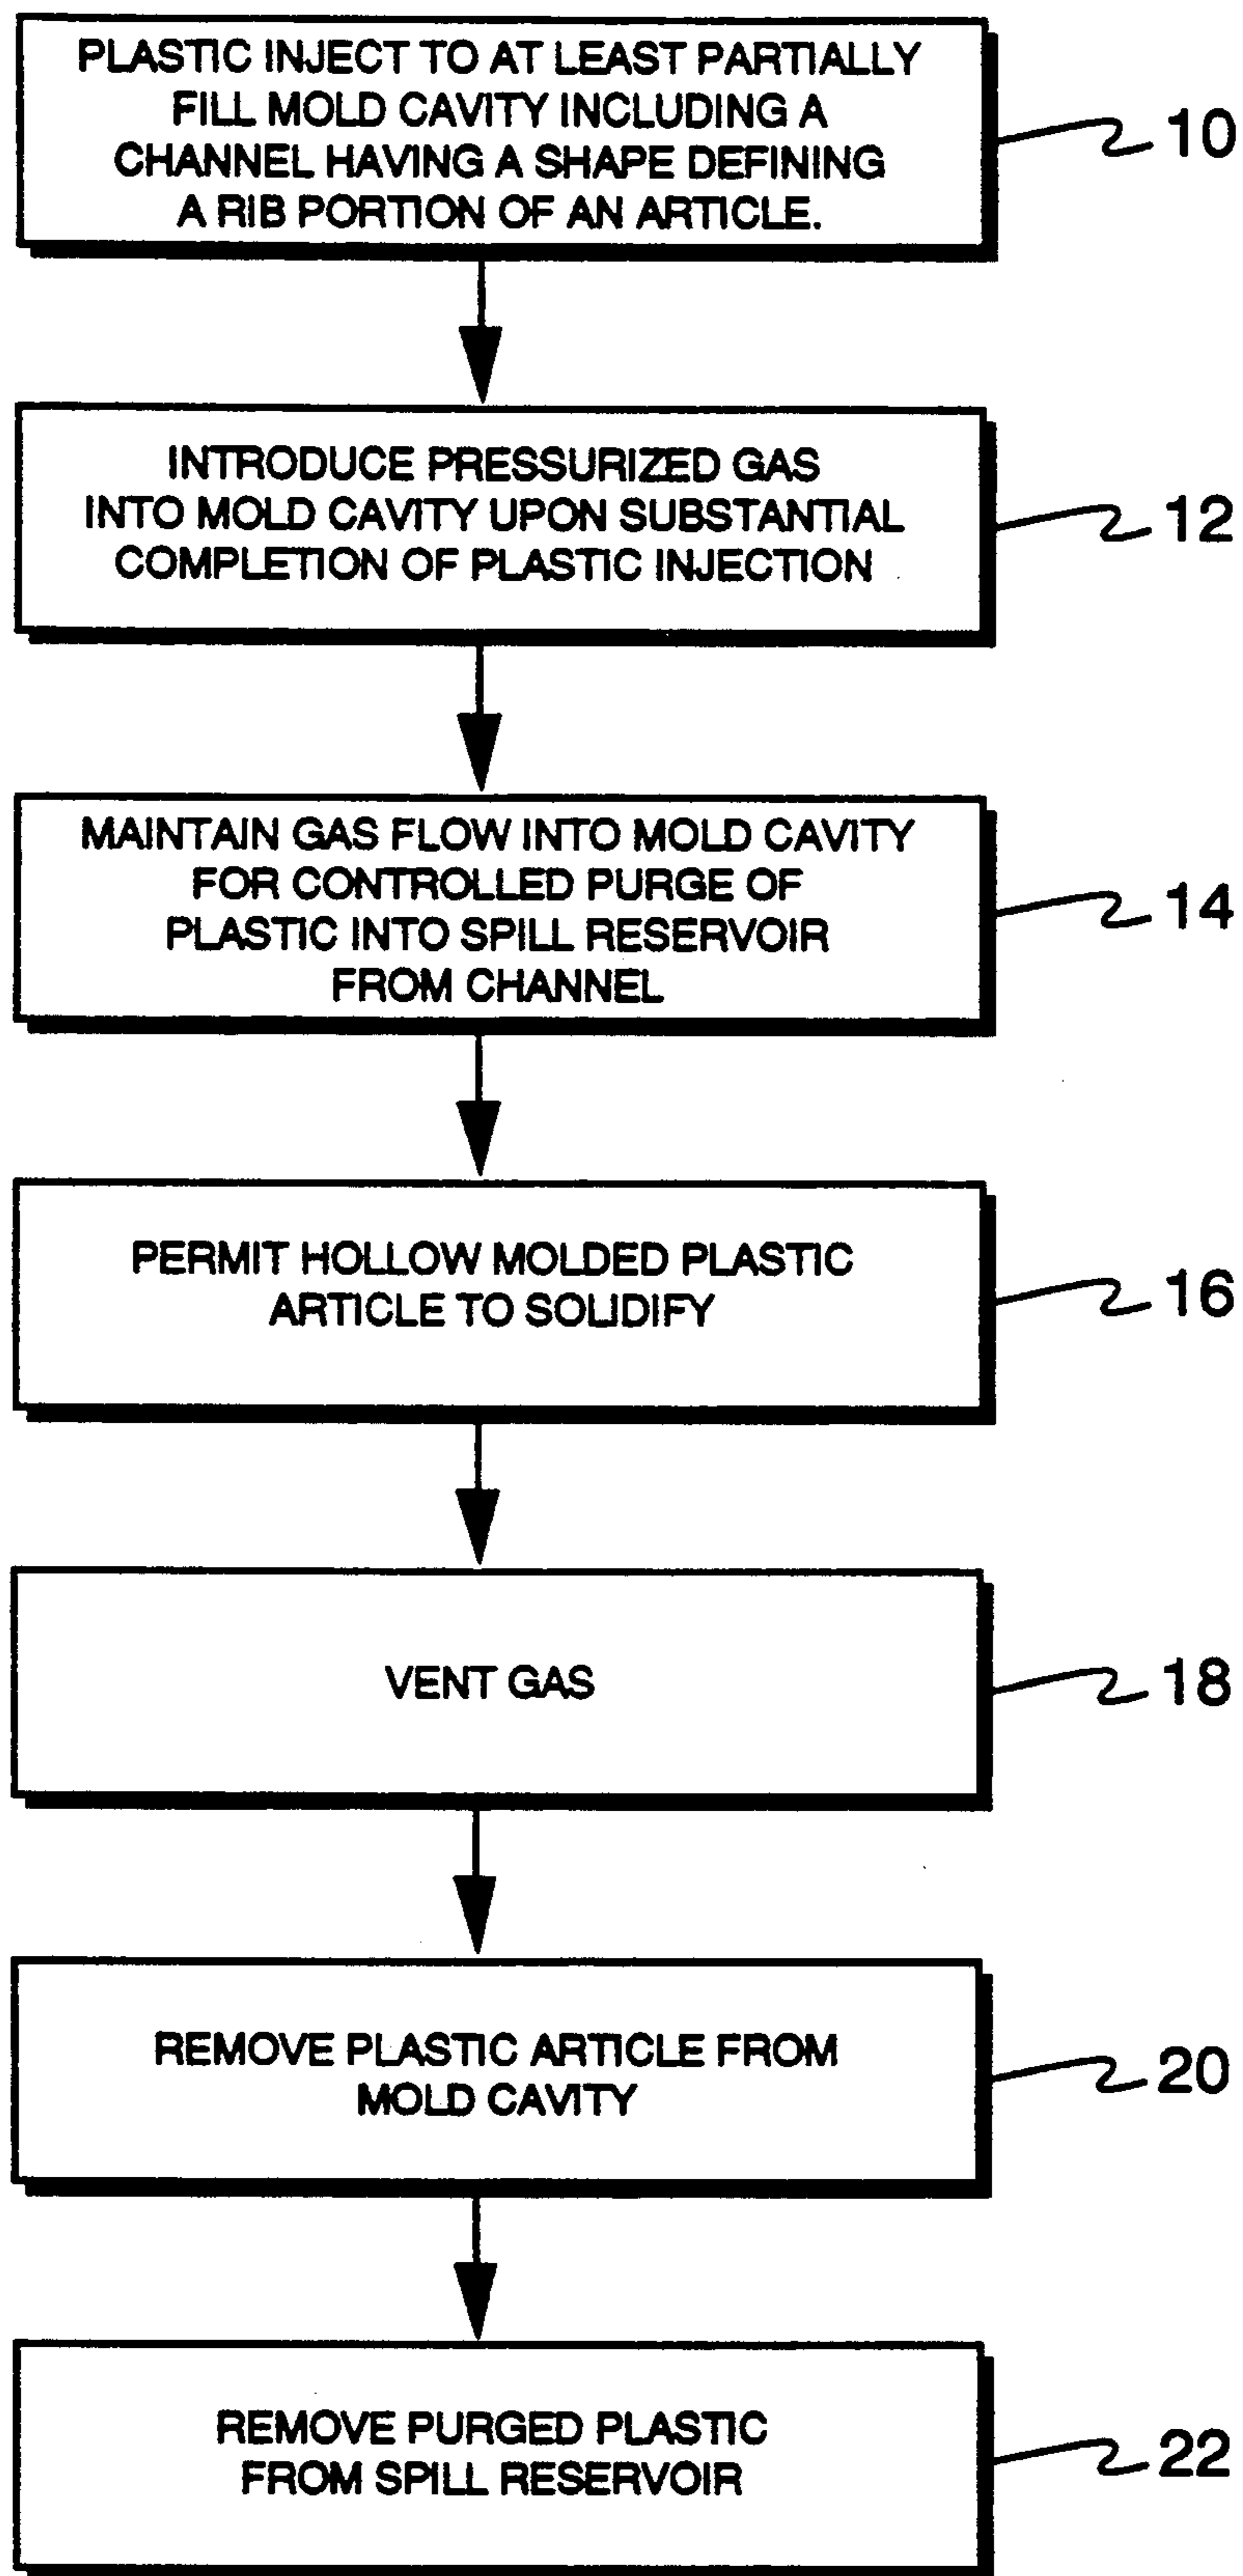 PLASTIC INJECT TO AT LEAST PARTIALLY
FILL MOLD CAVITY INCLUDING A
CHANNEL HAVING A SHAPE DEFINING
A RIB PORTION OF AN ARTICLE.
10
INTRODUCE PRESSURIZED GAS
INTO MOLD CAVITY UPON SUBSTANTIAL
COMPLETION OF PLASTIC INJECTION
12
MAINTAIN GAS FLOW INTO MOLD CAVITY
FOR CONTROLLED PURGE OF
PLASTIC INTO SPILL RESERVOIR
FROM CHANNEL
14
PERMIT HOLLOW MOLDED PLASTIC
ARTICLE TO SOLIDIFY
16
VENT GAS
18
REMOVE PLASTIC ARTICLE FROM
MOLD CAVITY
20
REMOVE PURGED PLASTIC
FROM SPILL RESERVOIR
22